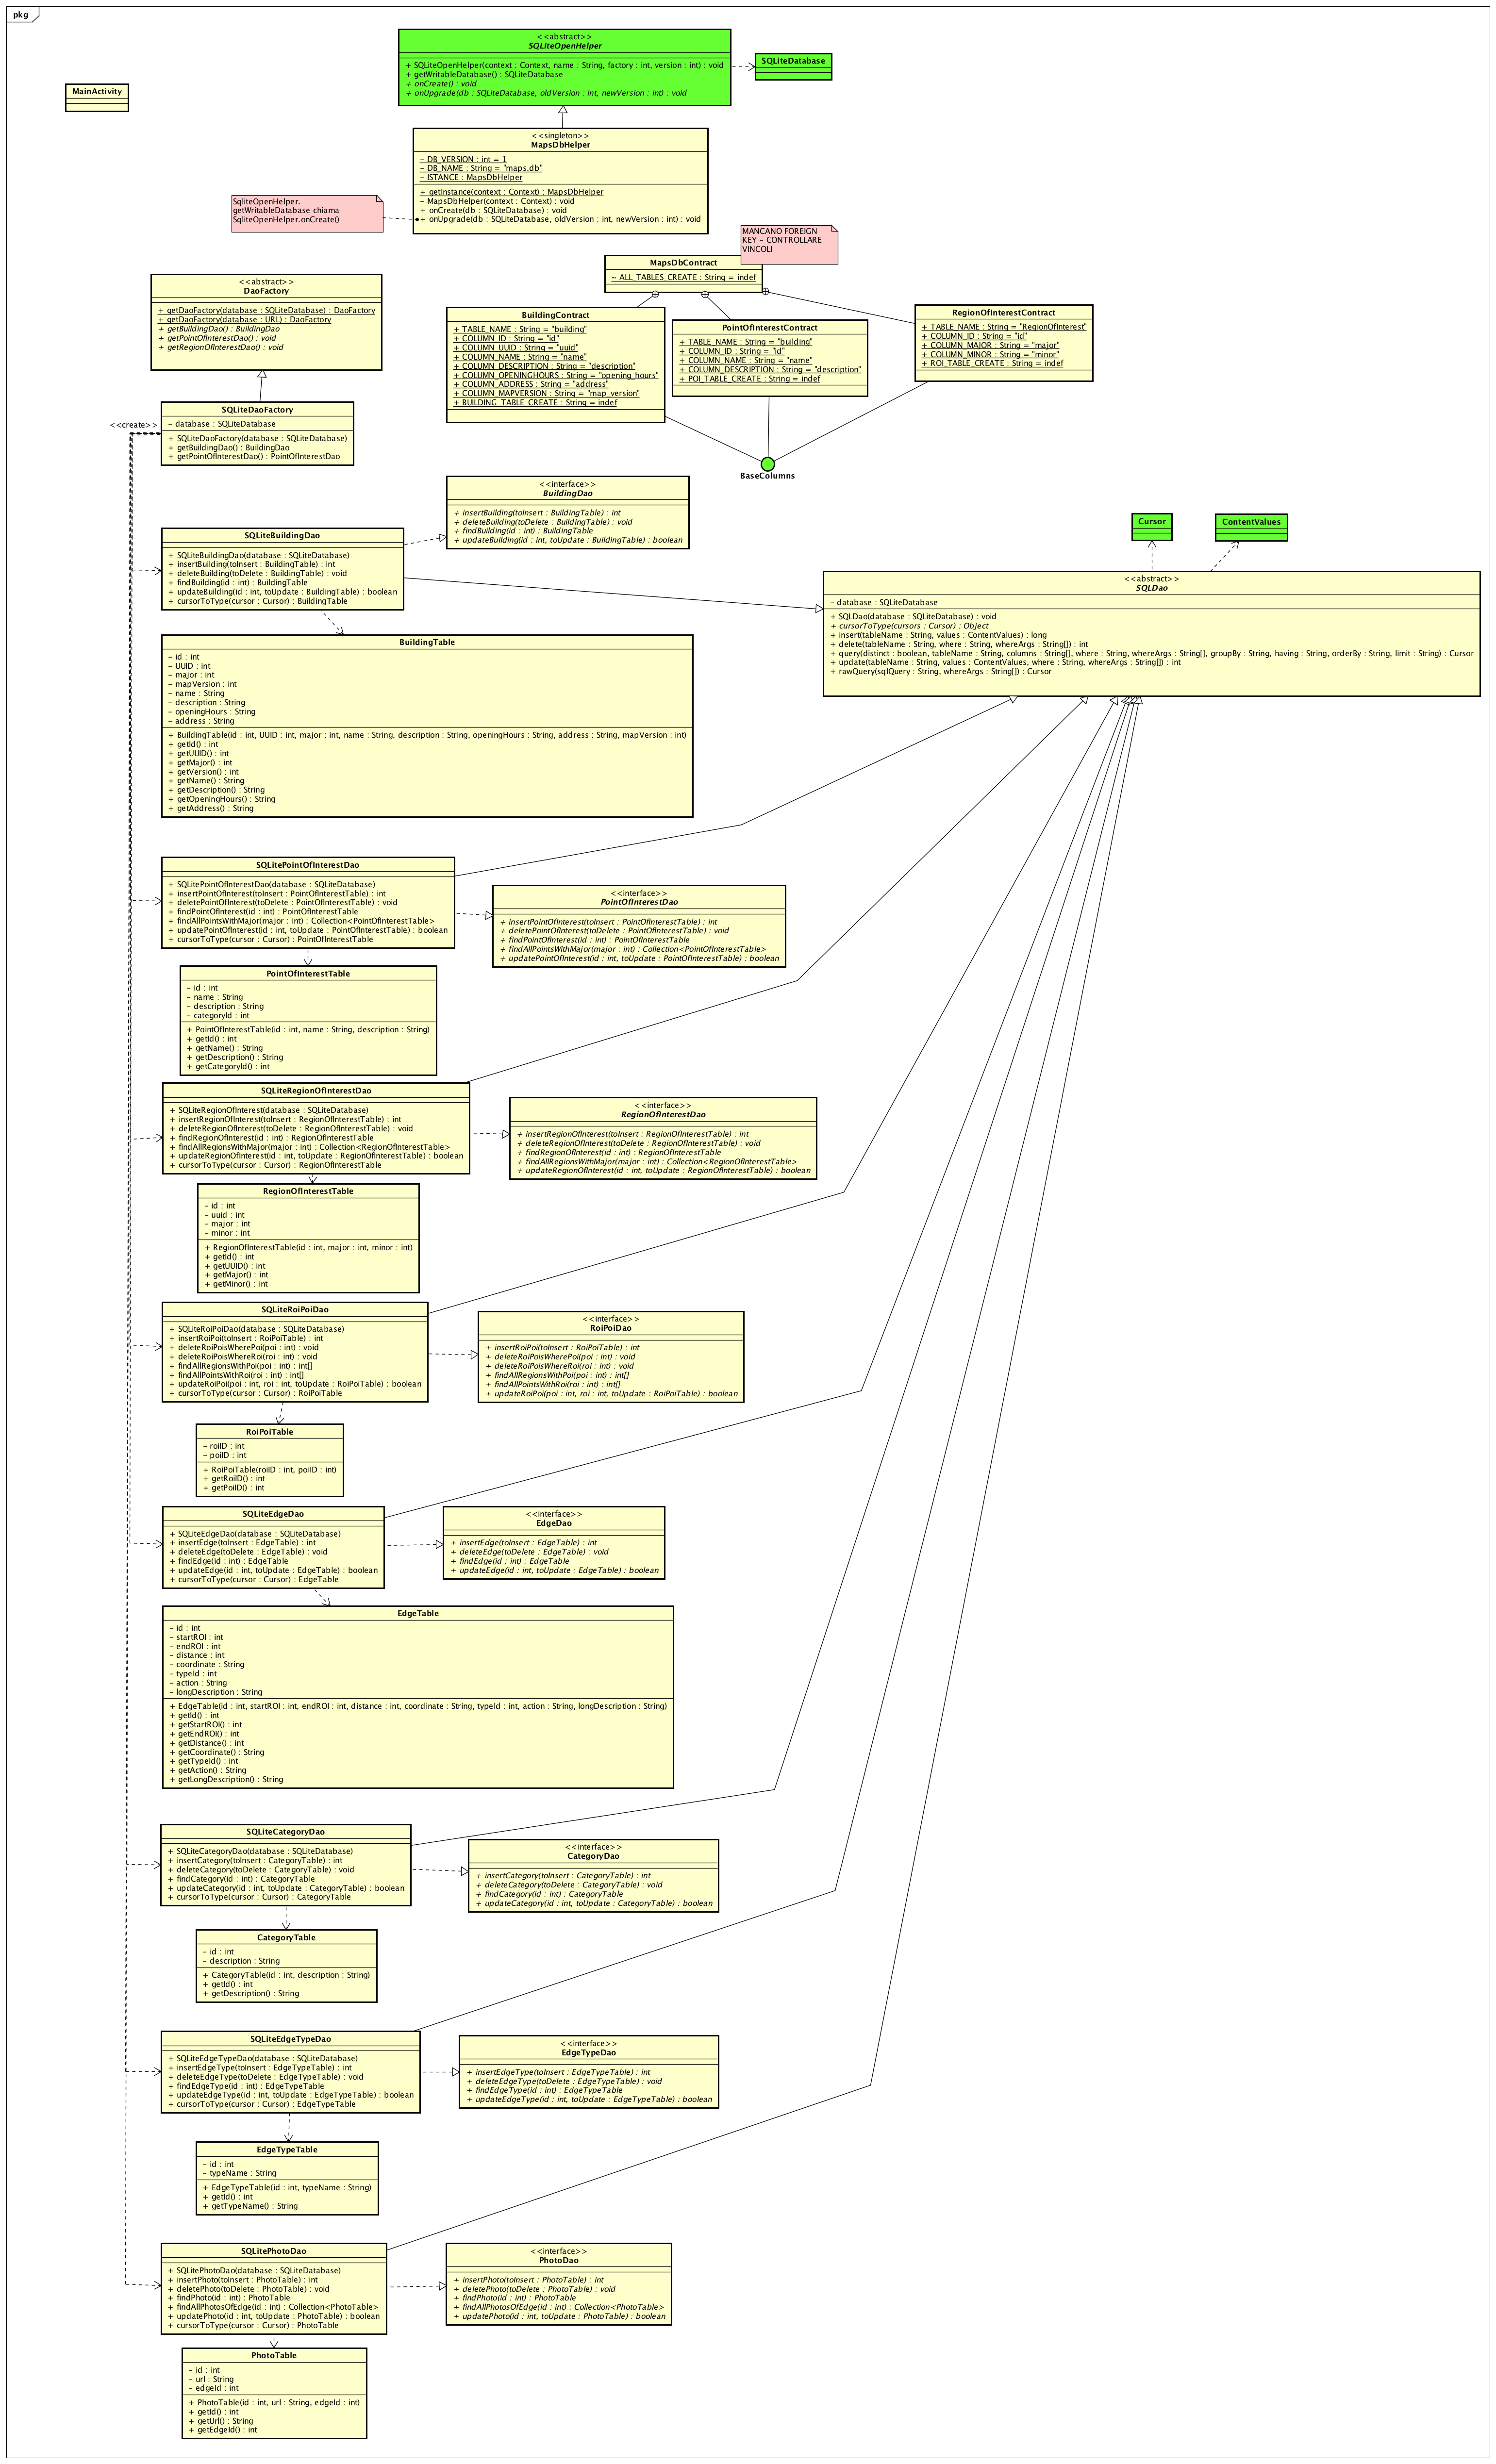 pkg
<<abstract>>
SQLiteOpenHelper
+ SQLiteOpenHelper(context : Context, name : String, factory : int, version : int) : void
+ getWritableDatabase() : SQLiteDatabase
+ onCreate() : void
+ onUpgrade(db : SQLiteDatabase, oldVersion : int, newVersion : int) : void
SQLiteDatabase
MainActivity
<<singleton>>
MapsDbHelper
- DB_VERSION : int = 1
- DB_NAME : String = "maps.db"
- ISTANCE : MapsDbHelper
+ getInstance(context : Context) : MapsDbHelper
- MapsDbHelper(context : Context) : void
+ onCreate(db : SQLiteDatabase) : void
+ onUpgrade(db : SQLiteDatabase, oldVersion : int, newVersion : int) : void
SqliteOpenHelper.
getWritableDatabase chiama
SqliteOpenHelper.onCreate()
MANCANO FOREIGN
KEY - CONTROLLARE
VINCOLI
MapsDbContract
- ALL_TABLES_CREATE : String = indef
<<abstract>>
DaoFactory
+ getDaoFactory(database : SQLiteDatabase) : DaoFactory
+ getDaoFactory(database : URL) : DaoFactory
+ getBuildingDao() : BuildingDao
+ getPointOfInterestDao() : void
+ getRegionOfInterestDao() : void
BuildingContract
+ TABLE_NAME : String = "building"
+ COLUMN_ID : String = "id"
+ COLUMN_UUID : String = "uuid"
+ COLUMN_NAME : String = "name"
+ COLUMN_DESCRIPTION : String = "description"
+ COLUMN_OPENINGHOURS : String = "opening_hours"
+ COLUMN_ADDRESS : String = "address"
+ COLUMN_MAPVERSION : String = "map_version"
+ BUILDING_TABLE_CREATE : String = indef
PointOfInterestContract
+ TABLE_NAME : String = "building"
+ COLUMN_ID : String = "id"
+ COLUMN_NAME : String = "name"
+ COLUMN_DESCRIPTION : String = "description"
+ POI_TABLE_CREATE : String = indef
RegionOfInterestContract
+ TABLE_NAME : String = "RegionOfInterest"
+ COLUMN_ID : String = "id"
+ COLUMN_MAJOR : String = "major"
+ COLUMN_MINOR : String = "minor"
+ ROI_TABLE_CREATE : String = indef
BaseColumns
<<create>>
SQLiteDaoFactory
- database : SQLiteDatabase
+ SQLiteDaoFactory(database : SQLiteDatabase)
+ getBuildingDao() : BuildingDao
+ getPointOfInterestDao() : PointOfInterestDao
<<interface>>
BuildingDao
+ insertBuilding(toInsert : BuildingTable) : int
+ deleteBuilding(toDelete : BuildingTable) : void
+ findBuilding(id : int) : BuildingTable
+ updateBuilding(id : int, toUpdate : BuildingTable) : boolean
SQLiteBuildingDao
+ SQLiteBuildingDao(database : SQLiteDatabase)
+ insertBuilding(toInsert : BuildingTable) : int
+ deleteBuilding(toDelete : BuildingTable) : void
+ findBuilding(id : int) : BuildingTable
+ updateBuilding(id : int, toUpdate : BuildingTable) : boolean
+ cursorToType(cursor : Cursor) : BuildingTable
Cursor
ContentValues
<<abstract>>
SQLDao
- database : SQLiteDatabase
+ SQLDao(database : SQLiteDatabase) : void
+ cursorToType(cursors : Cursor) : Object
+ insert(tableName : String, values : ContentValues) : long
+ delete(tableName : String, where : String, whereArgs : String[]) : int
+ query(distinct : boolean, tableName : String, columns : String[], where : String, whereArgs : String[], groupBy : String, having : String, orderBy : String, limit : String) : Cursor
+ update(tableName : String, values : ContentValues, where : String, whereArgs : String[]) : int
+ rawQuery(sqlQuery : String, whereArgs : String[]) : Cursor
BuildingTable
- id : int
- UUID : int
- major : int
- mapVersion : int
- name : String
- description : String
- openingHours : String
- address : String
+ BuildingTable(id : int, UUID : int, major : int, name : String, description : String, openingHours : String, address : String, mapVersion : int)
+ getId() : int
+ getUUID() : int
+ getMajor() : int
+ getVersion() : int
+ getName() : String
+ getDescription() : String
+ getOpeningHours() : String
+ getAddress() : String
SQLitePointOfInterestDao
+ SQLitePointOfInterestDao(database : SQLiteDatabase)
+ insertPointOfInterest(toInsert : PointOfInterestTable) : int
+ deletePointOfInterest(toDelete : PointOfInterestTable) : void
+ findPointOfInterest(id : int) : PointOfInterestTable
+ findAllPointsWithMajor(major : int) : Collection<PointOfInterestTable>
+ updatePointOfInterest(id : int, toUpdate : PointOfInterestTable) : boolean
+ cursorToType(cursor : Cursor) : PointOfInterestTable
<<interface>>
PointOfInterestDao
+ insertPointOfInterest(toInsert : PointOfInterestTable) : int
+ deletePointOfInterest(toDelete : PointOfInterestTable) : void
+ findPointOfInterest(id : int) : PointOfInterestTable
+ findAllPointsWithMajor(major : int) : Collection<PointOfInterestTable>
+ updatePointOfInterest(id : int, toUpdate : PointOfInterestTable) : boolean
PointOfInterestTable
- id : int
- name : String
- description : String
- categoryId : int
+ PointOfInterestTable(id : int, name : String, description : String)
+ getId() : int
+ getName() : String
+ getDescription() : String
+ getCategoryId() : int
SQLiteRegionOfInterestDao
+ SQLiteRegionOfInterest(database : SQLiteDatabase)
+ insertRegionOfInterest(toInsert : RegionOfInterestTable) : int
+ deleteRegionOfInterest(toDelete : RegionOfInterestTable) : void
+ findRegionOfInterest(id : int) : RegionOfInterestTable
+ findAllRegionsWithMajor(major : int) : Collection<RegionOfInterestTable>
+ updateRegionOfInterest(id : int, toUpdate : RegionOfInterestTable) : boolean
+ cursorToType(cursor : Cursor) : RegionOfInterestTable
<<interface>>
RegionOfInterestDao
+ insertRegionOfInterest(toInsert : RegionOfInterestTable) : int
+ deleteRegionOfInterest(toDelete : RegionOfInterestTable) : void
+ findRegionOfInterest(id : int) : RegionOfInterestTable
+ findAllRegionsWithMajor(major : int) : Collection<RegionOfInterestTable>
+ updateRegionOfInterest(id : int, toUpdate : RegionOfInterestTable) : boolean
RegionOfInterestTable
- id : int
- uuid : int
- major : int
- minor : int
+ RegionOfInterestTable(id : int, major : int, minor : int)
+ getId() : int
+ getUUID() : int
+ getMajor() : int
+ getMinor() : int
SQLiteRoiPoiDao
+ SQLiteRoiPoiDao(database : SQLiteDatabase)
+ insertRoiPoi(toInsert : RoiPoiTable) : int
+ deleteRoiPoisWherePoi(poi : int) : void
+ deleteRoiPoisWhereRoi(roi : int) : void
+ findAllRegionsWithPoi(poi : int) : int[]
+ findAllPointsWithRoi(roi : int) : int[]
+ updateRoiPoi(poi : int, roi : int, toUpdate : RoiPoiTable) : boolean
+ cursorToType(cursor : Cursor) : RoiPoiTable
<<interface>>
RoiPoiDao
+ insertRoiPoi(toInsert : RoiPoiTable) : int
+ deleteRoiPoisWherePoi(poi : int) : void
+ deleteRoiPoisWhereRoi(roi : int) : void
+ findAllRegionsWithPoi(poi : int) : int[]
+ findAllPointsWithRoi(roi : int) : int[]
+ updateRoiPoi(poi : int, roi : int, toUpdate : RoiPoiTable) : boolean
RoiPoiTable
- roiID : int
- poiID : int
+ RoiPoiTable(roiID : int, poiID : int)
+ getRoiID() : int
+ getPoiID() : int
SQLiteEdgeDao
+ SQLiteEdgeDao(database : SQLiteDatabase)
+ insertEdge(toInsert : EdgeTable) : int
+ deleteEdge(toDelete : EdgeTable) : void
+ findEdge(id : int) : EdgeTable
+ updateEdge(id : int, toUpdate : EdgeTable) : boolean
+ cursorToType(cursor : Cursor) : EdgeTable
<<interface>>
EdgeDao
+ insertEdge(toInsert : EdgeTable) : int
+ deleteEdge(toDelete : EdgeTable) : void
+ findEdge(id : int) : EdgeTable
+ updateEdge(id : int, toUpdate : EdgeTable) : boolean
EdgeTable
- id : int
- startROI : int
- endROI : int
- distance : int
- coordinate : String
- typeId : int
- action : String
- longDescription : String
+ EdgeTable(id : int, startROI : int, endROI : int, distance : int, coordinate : String, typeId : int, action : String, longDescription : String)
+ getId() : int
+ getStartROI() : int
+ getEndROI() : int
+ getDistance() : int
+ getCoordinate() : String
+ getTypeId() : int
+ getAction() : String
+ getLongDescription() : String
SQLiteCategoryDao
+ SQLiteCategoryDao(database : SQLiteDatabase)
+ insertCategory(toInsert : CategoryTable) : int
+ deleteCategory(toDelete : CategoryTable) : void
+ findCategory(id : int) : CategoryTable
+ updateCategory(id : int, toUpdate : CategoryTable) : boolean
+ cursorToType(cursor : Cursor) : CategoryTable
<<interface>>
CategoryDao
+ insertCategory(toInsert : CategoryTable) : int
+ deleteCategory(toDelete : CategoryTable) : void
+ findCategory(id : int) : CategoryTable
+ updateCategory(id : int, toUpdate : CategoryTable) : boolean
CategoryTable
- id : int
- description : String
+ CategoryTable(id : int, description : String)
+ getId() : int
+ getDescription() : String
SQLiteEdgeTypeDao
+ SQLiteEdgeTypeDao(database : SQLiteDatabase)
+ insertEdgeType(toInsert : EdgeTypeTable) : int
+ deleteEdgeType(toDelete : EdgeTypeTable) : void
+ findEdgeType(id : int) : EdgeTypeTable
+ updateEdgeType(id : int, toUpdate : EdgeTypeTable) : boolean
+ cursorToType(cursor : Cursor) : EdgeTypeTable
<<interface>>
EdgeTypeDao
+ insertEdgeType(toInsert : EdgeTypeTable) : int
+ deleteEdgeType(toDelete : EdgeTypeTable) : void
+ findEdgeType(id : int) : EdgeTypeTable
+ updateEdgeType(id : int, toUpdate : EdgeTypeTable) : boolean
EdgeTypeTable
- id : int
- typeName : String
+ EdgeTypeTable(id : int, typeName : String)
+ getId() : int
+ getTypeName() : String
SQLitePhotoDao
+ SQLitePhotoDao(database : SQLiteDatabase)
+ insertPhoto(toInsert : PhotoTable) : int
+ deletePhoto(toDelete : PhotoTable) : void
+ findPhoto(id : int) : PhotoTable
+ findAllPhotosOfEdge(id : int) : Collection<PhotoTable>
+ updatePhoto(id : int, toUpdate : PhotoTable) : boolean
+ cursorToType(cursor : Cursor) : PhotoTable
<<interface>>
PhotoDao
+ insertPhoto(toInsert : PhotoTable) : int
+ deletePhoto(toDelete : PhotoTable) : void
+ findPhoto(id : int) : PhotoTable
+ findAllPhotosOfEdge(id : int) : Collection<PhotoTable>
+ updatePhoto(id : int, toUpdate : PhotoTable) : boolean
PhotoTable
- id : int
- url : String
- edgeId : int
+ PhotoTable(id : int, url : String, edgeId : int)
+ getId() : int
+ getUrl() : String
+ getEdgeId() : int